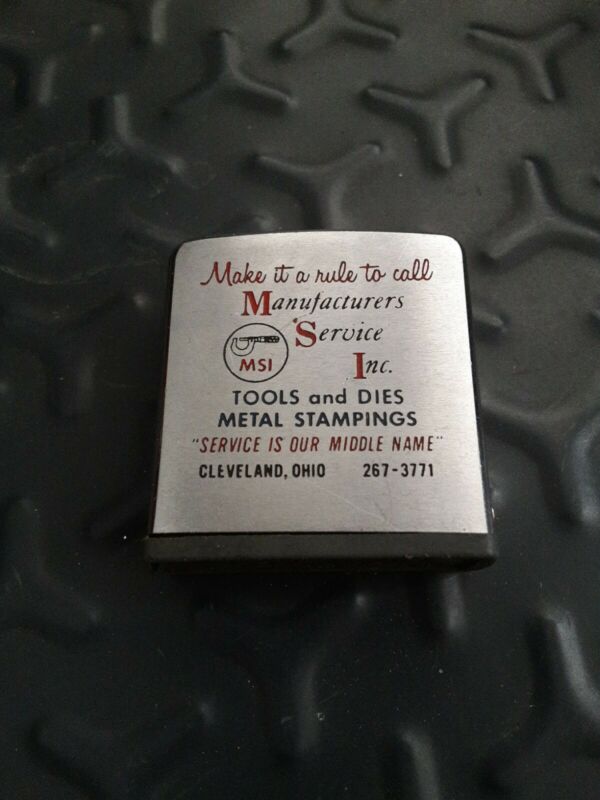 Make it a rule to call
Manufacturers
Service
Inc.
MSI
TOOLS and DIES
METAL STAMPINGS
"SERVICE IS OUR MIDDLE NAME"
CLEVELAND, OHIO 267-3771